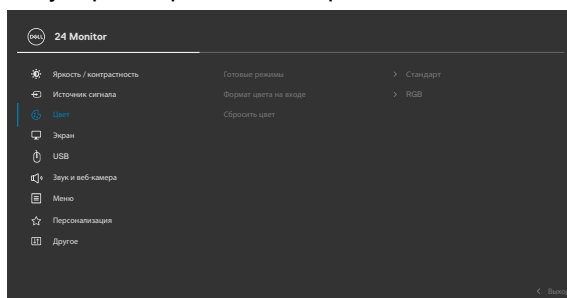 DELL 24 Monitor
Яркость / контрастность Готовые режимы > Стандарт
Источник сигнала Формат цвета на входе > RGB
Цвет Сбросить цвет
Экран
USB
Звук и веб-камера
Меню
Персонализация
Другое
< Выход